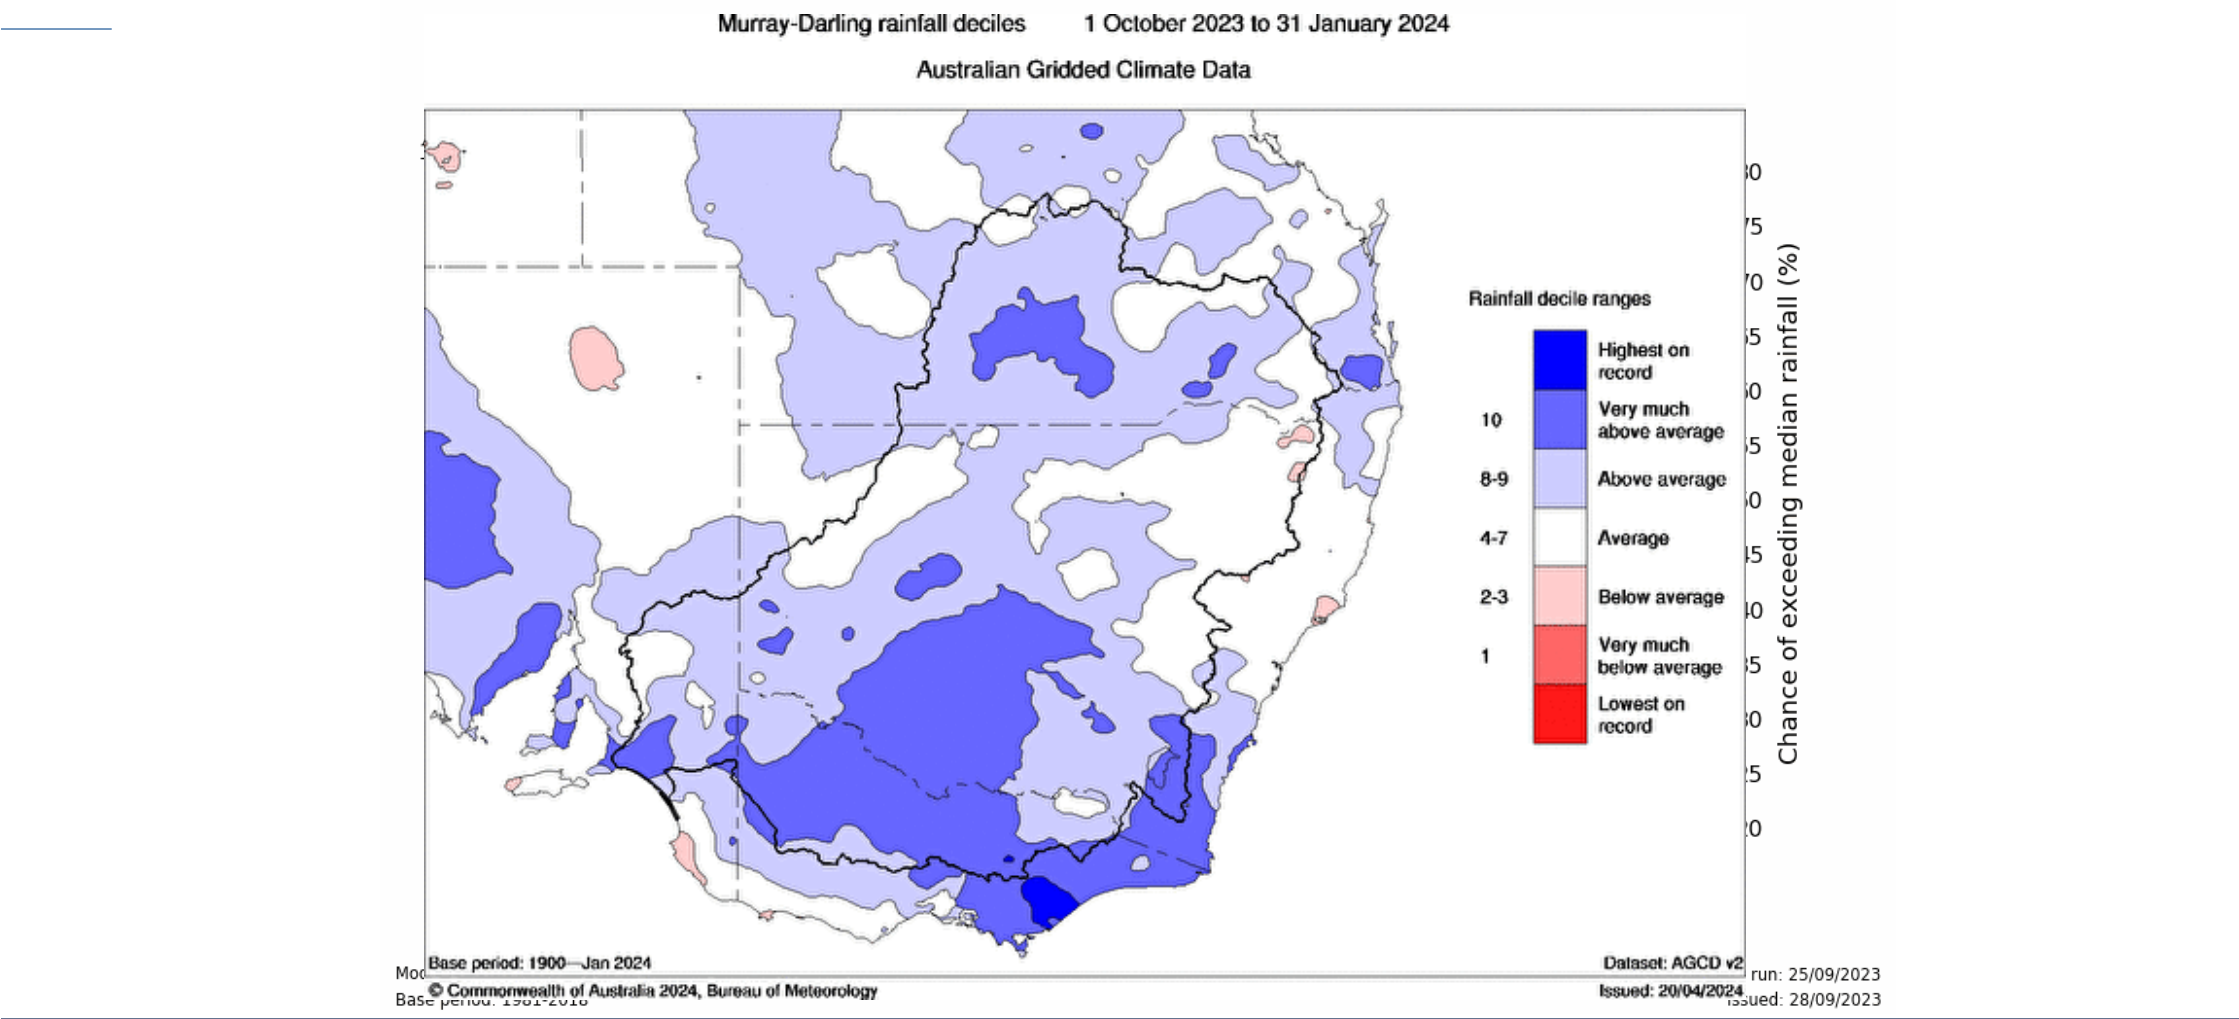 Murray-Darling rainfall deciles 1 October 2023 to 31 January 2024
Australian Gridded Climate Data
Rainfall decile ranges
Highest on
record
10 Very much
above average
8-9 Above average
4-7 Average
2-3 Below average
1 Very much
below average
Lowest on
record
Chance of exceeding median rainfall (%)
Base period: 1900—Jan 2024 Dataset: AGCD v2
run: 25/09/2023
© Commonwealth of Australia 2024, Bureau of Meteorology Issued: 20/04/2024
Base period: 1981-2018 Issued: 28/09/2023